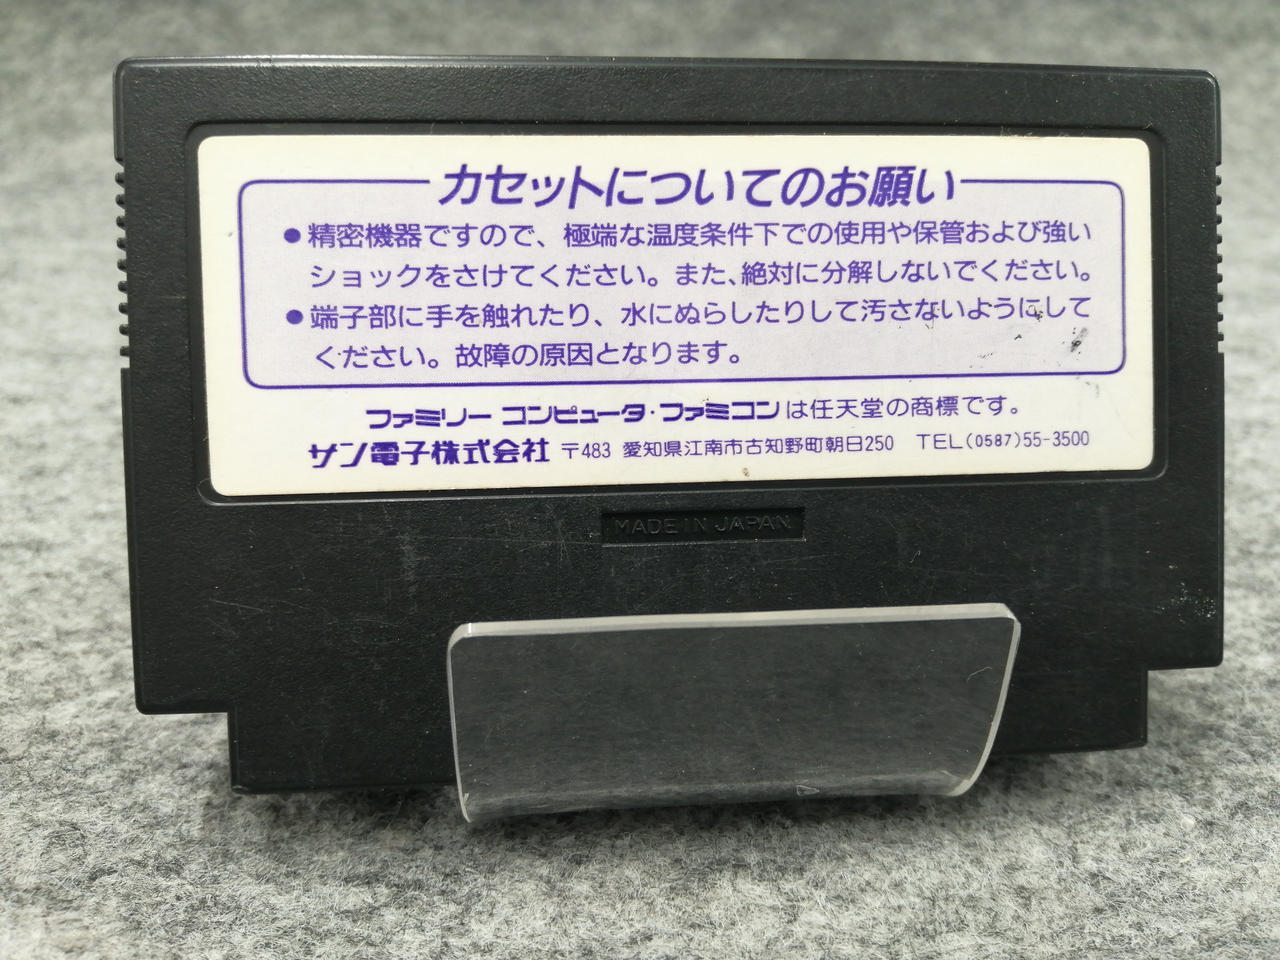 カセットについてのお願い
●精密機器ですので、極端な温度条件下での使用や保管および強い
ショックをさけてください。また、絶対に分解しないでください。
●端子部に手を触れたり、水にぬらしたりして汚さないようにして
ください。故障の原因となります。
ファミリー コンピュータ・ファミコンは任天堂の商標です。
サン電子株式会社 〒483 愛知県江南市古知野町朝日250 TEL(0587)55-3500
MADE IN JAPAN